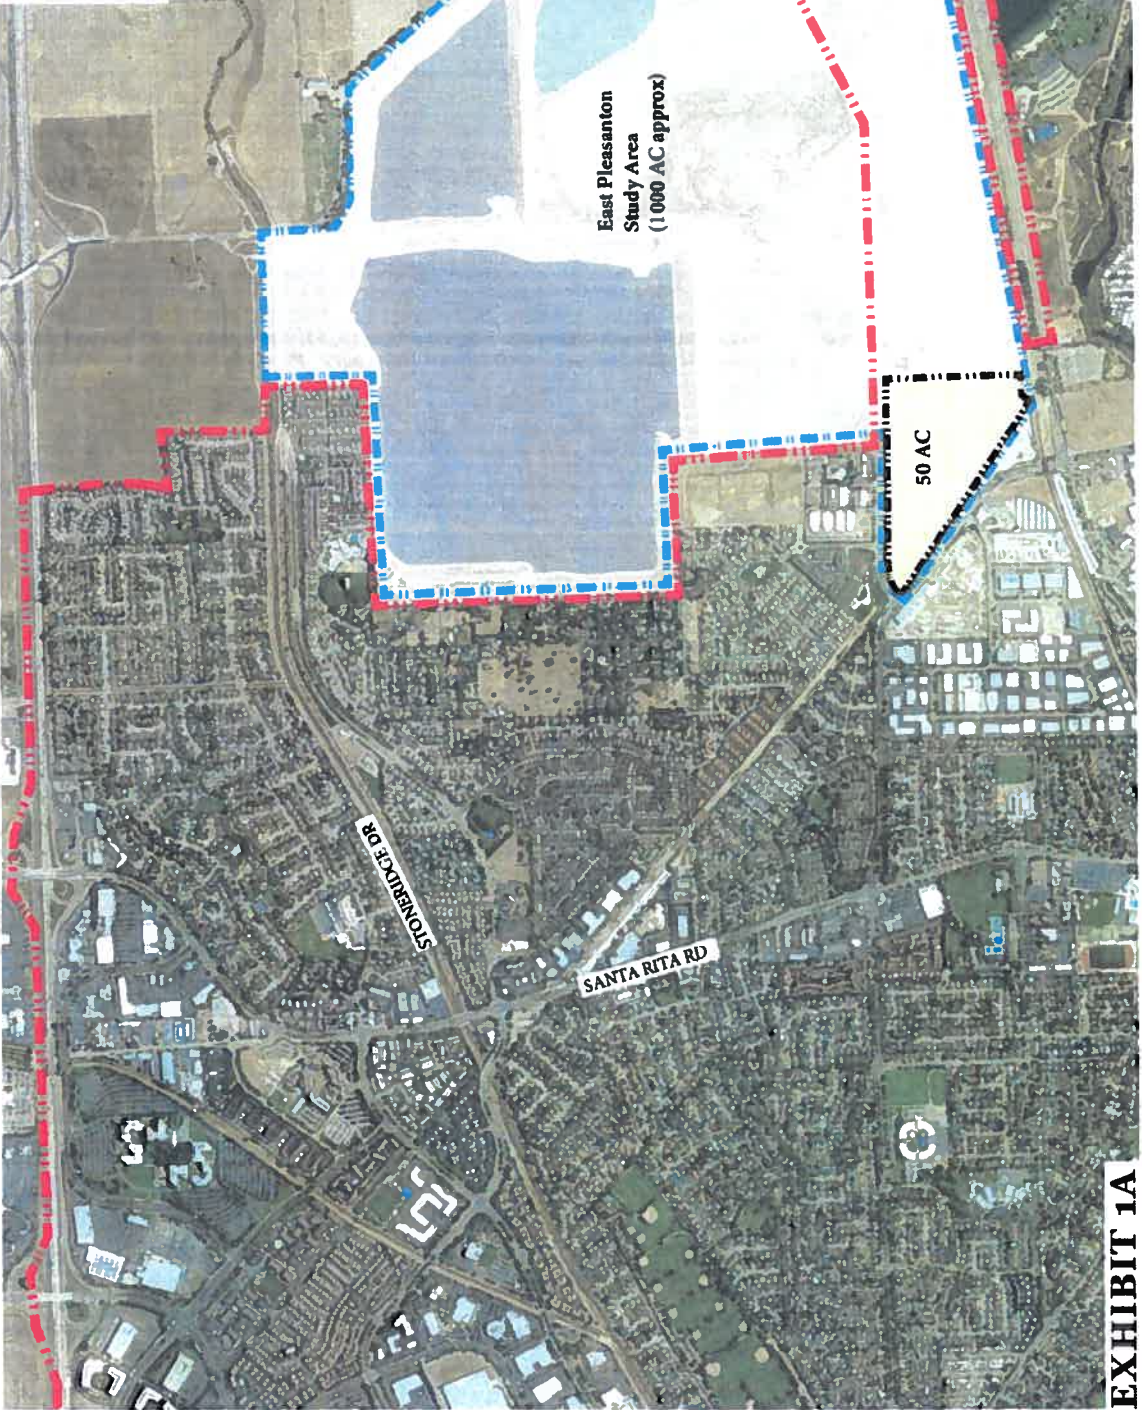 East Pleasanton
Study Area
(1000 AC approx)
50 AC
STONERIDGE DR
SANTA RITA RD
EXHIBIT 1A